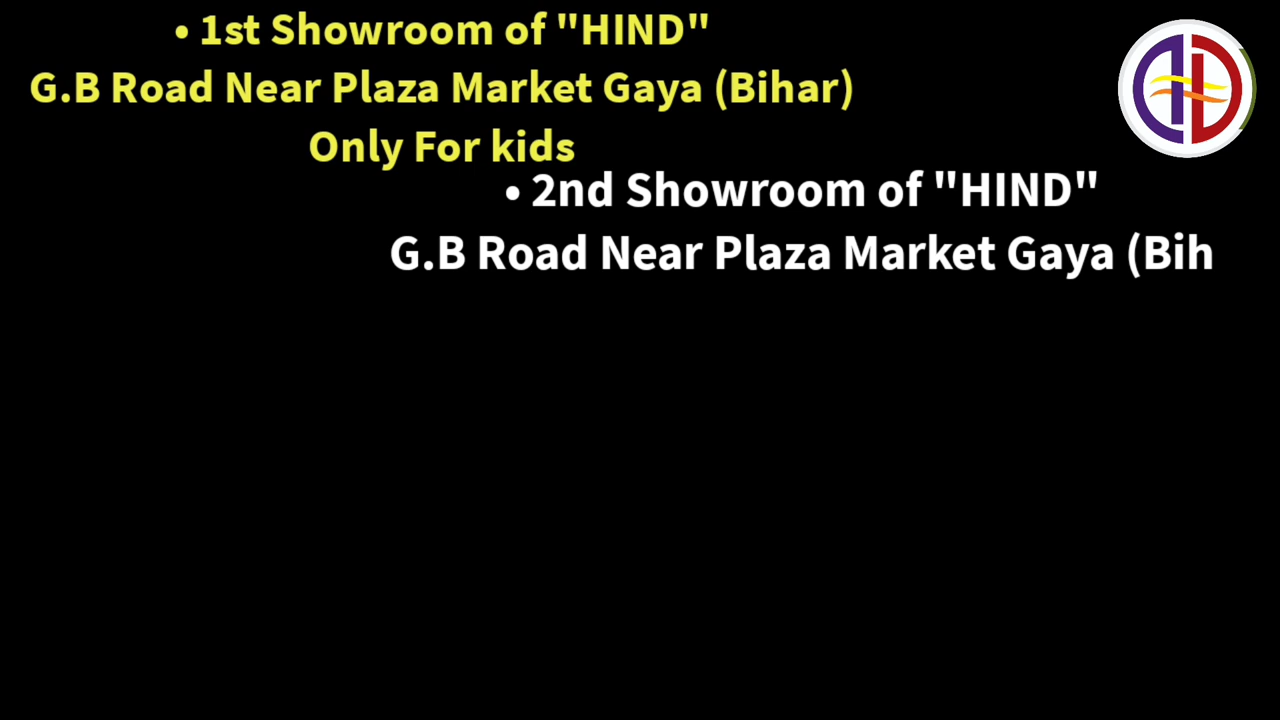 • 1st Showroom of "HIND"
G.B Road Near Plaza Market Gaya (Bihar)
Only For kids
• 2nd Showroom of "HIND"
G.B Road Near Plaza Market Gaya (Bih